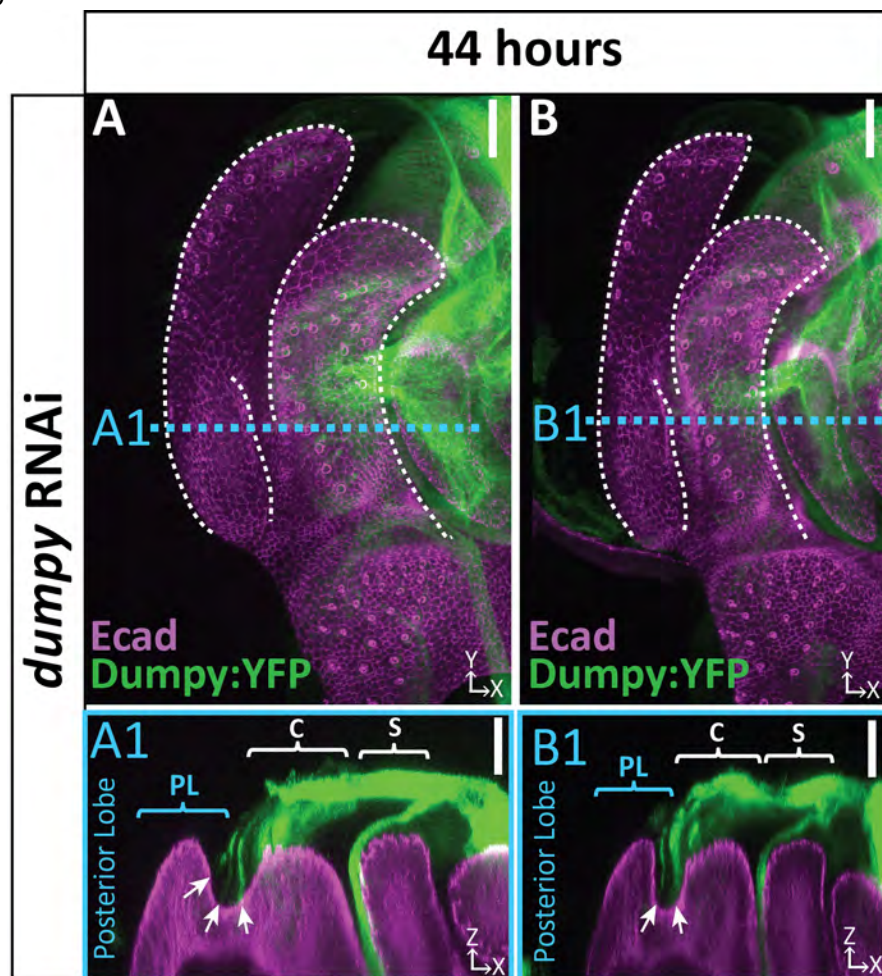 44 hours
dumpy RNAi
A
A1
Ecad
Dumpy:YFP
Y
X
B
B1
Ecad
Dumpy:YFP
Y
X
A1
C
S
PL
Posterior Lobe
Z
X
B1
C
S
PL
Posterior Lobe
Z
X